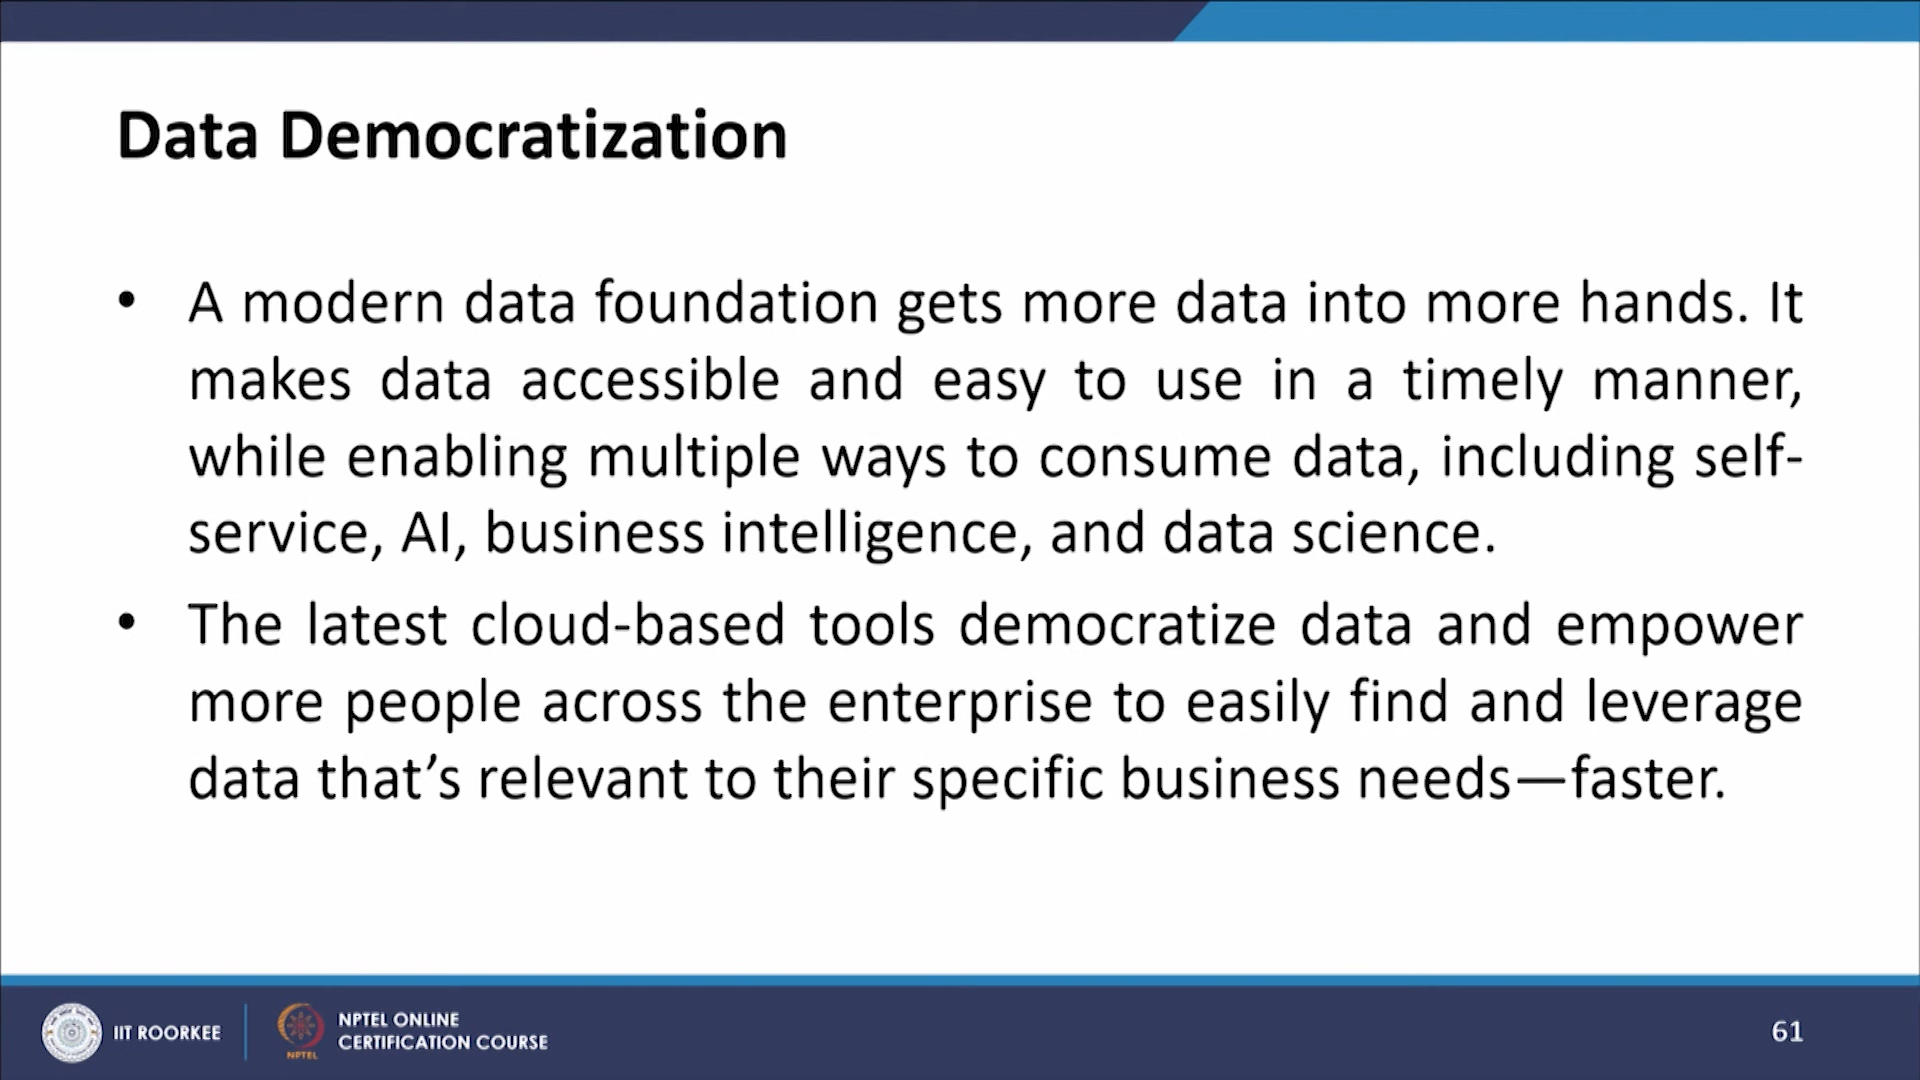 Data Democratization
• A modern data foundation gets more data into more hands. It
makes data accessible and easy to use in a timely manner,
while enabling multiple ways to consume data, including self-
service, AI, business intelligence, and data science.
• The latest cloud-based tools democratize data and empower
more people across the enterprise to easily find and leverage
data that’s relevant to their specific business needs—faster.
IIT ROORKEE
NPTEL
NPTEL ONLINE
CERTIFICATION COURSE
61